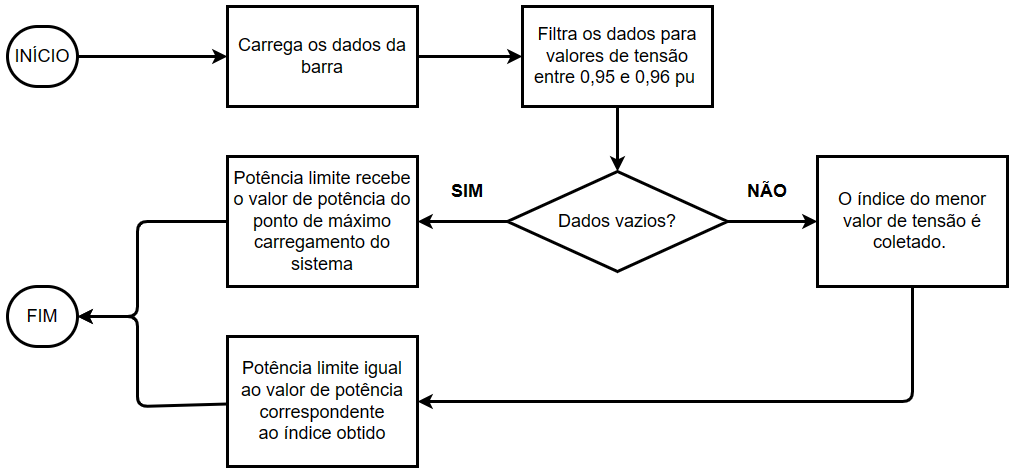 INÍCIO
Carrega os dados da
barra
Filtra os dados para
valores de tensão
entre 0,95 e 0,96 pu
Dados vazios?
SIM
NÃO
Potência limite recebe
o valor de potência do
ponto de máximo
carregamento do
sistema
O índice do menor
valor de tensão é
coletado.
Potência limite igual
ao valor de potência
correspondente
ao índice obtido
FIM